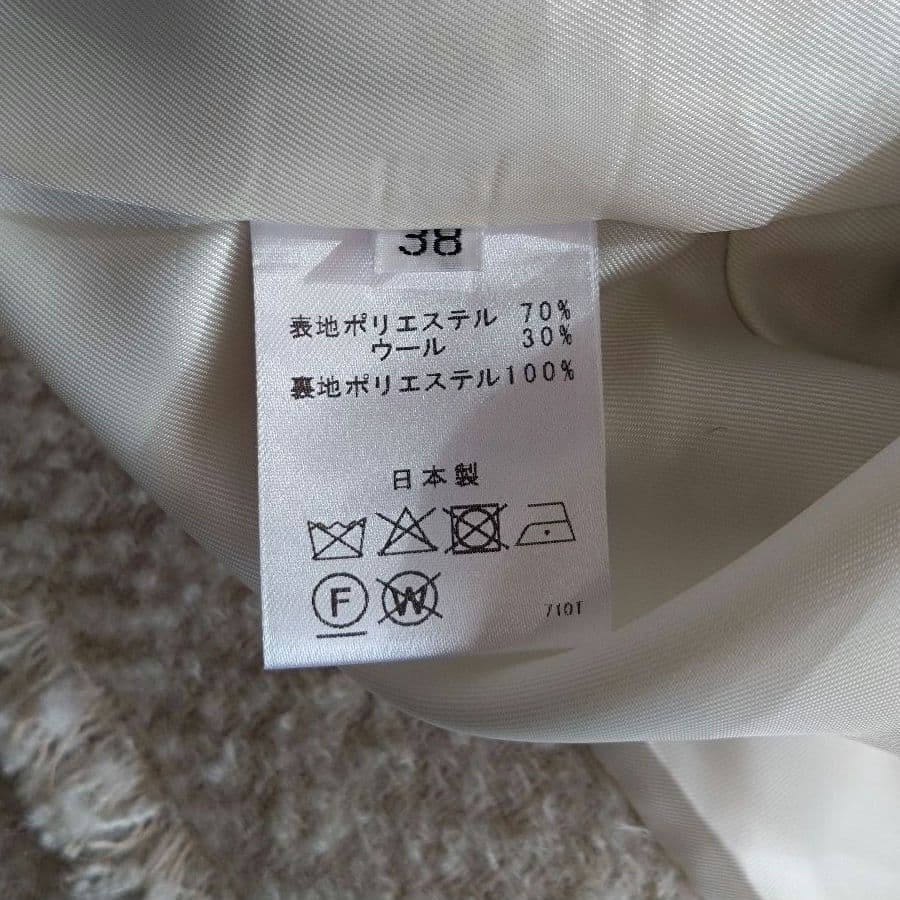 38
表地ポリエステル 70%
ウール 30%
裏地ポリエステル100%
日本製
F W
710T